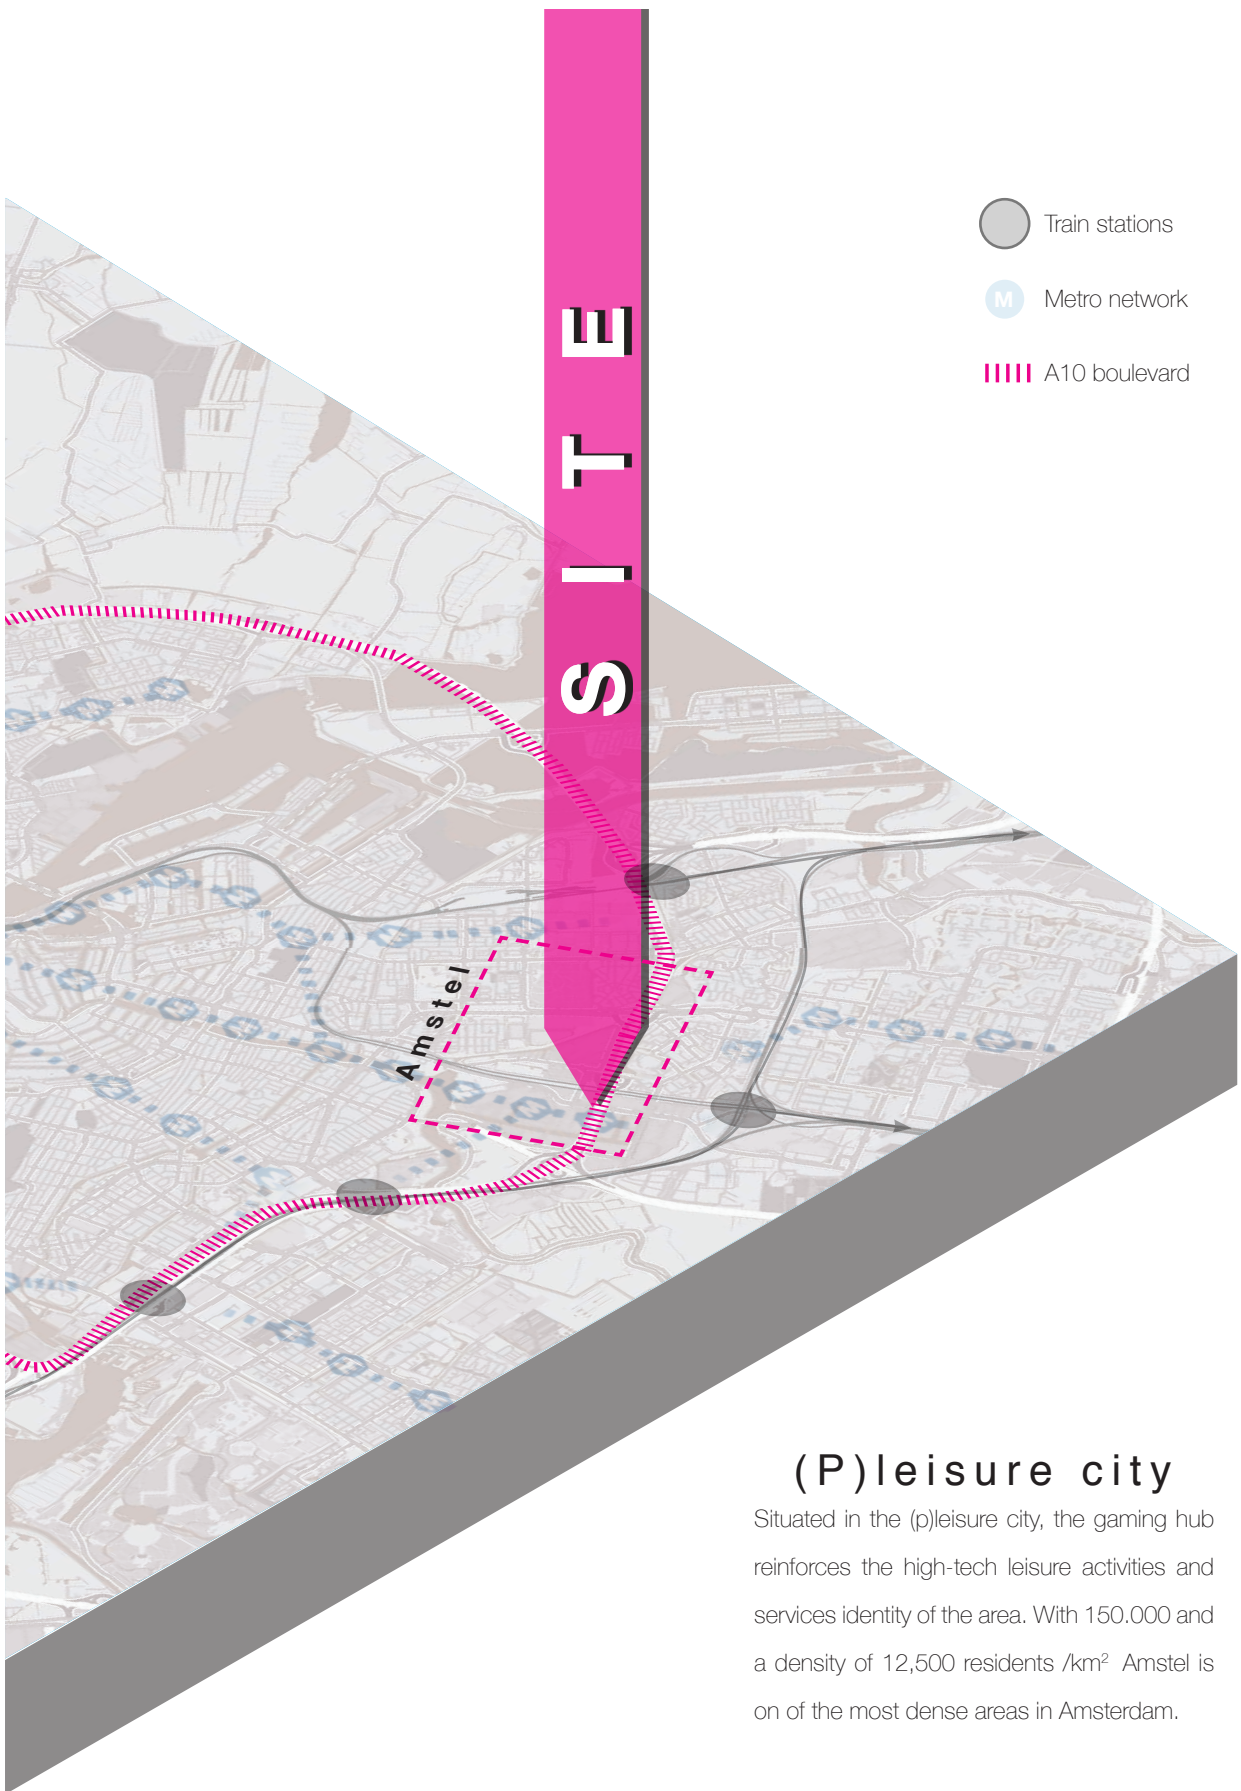 SITE
Train stations
M
Metro network
A10 boulevard
Amstel
(P)leisure city
Situated in the (p)leisure city, the gaming hub
reinforces the high-tech leisure activities and
services identity of the area. With 150.000 and
a density of 12,500 residents /km² Amstel is
on of the most dense areas in Amsterdam.